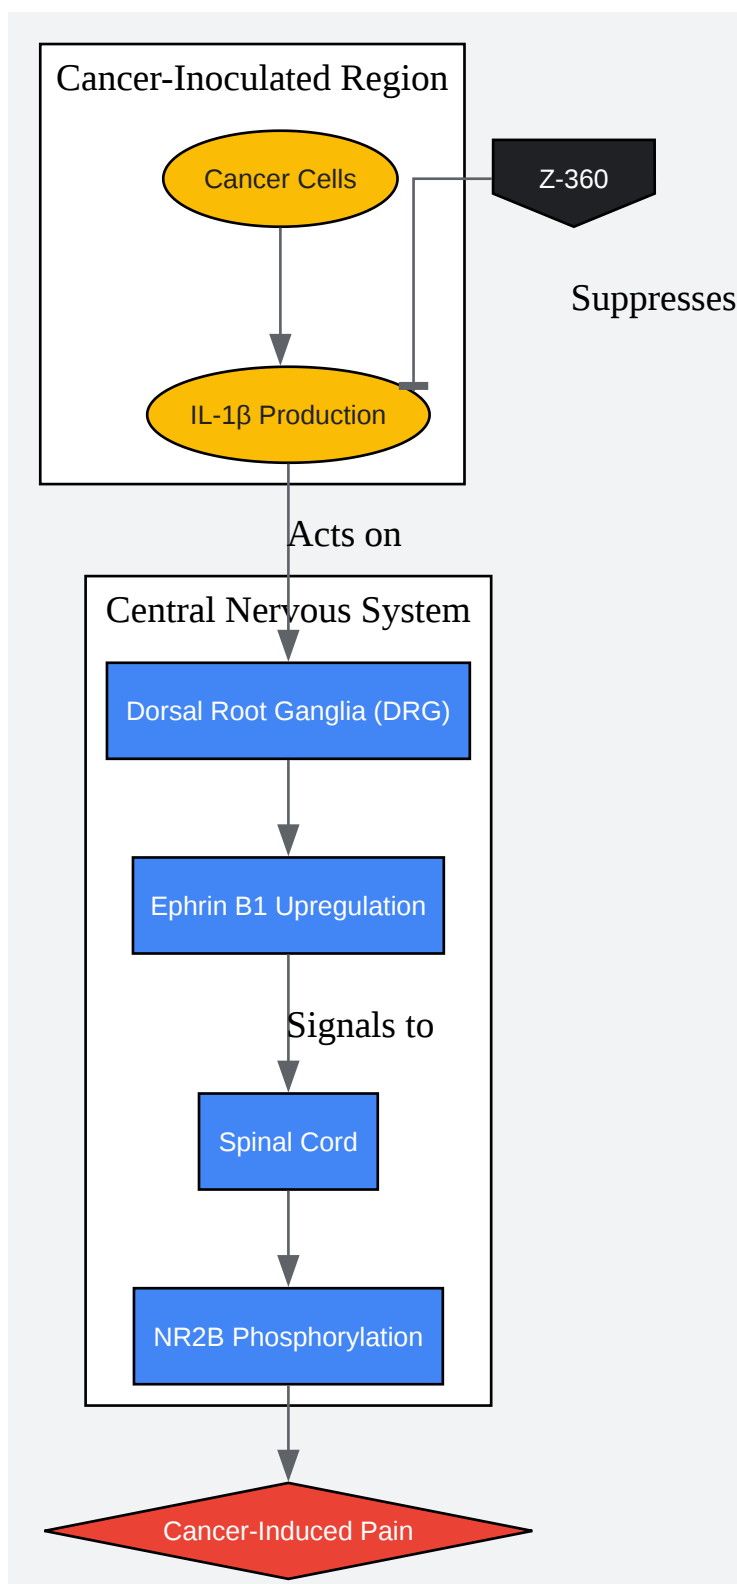 Cancer-Inoculated Region
Cancer Cells
Z-360
Suppresses
IL-1β Production
Acts on
Central Nervous System
Dorsal Root Ganglia (DRG)
Ephrin B1 Upregulation
Signals to
Spinal Cord
NR2B Phosphorylation
Cancer-Induced Pain